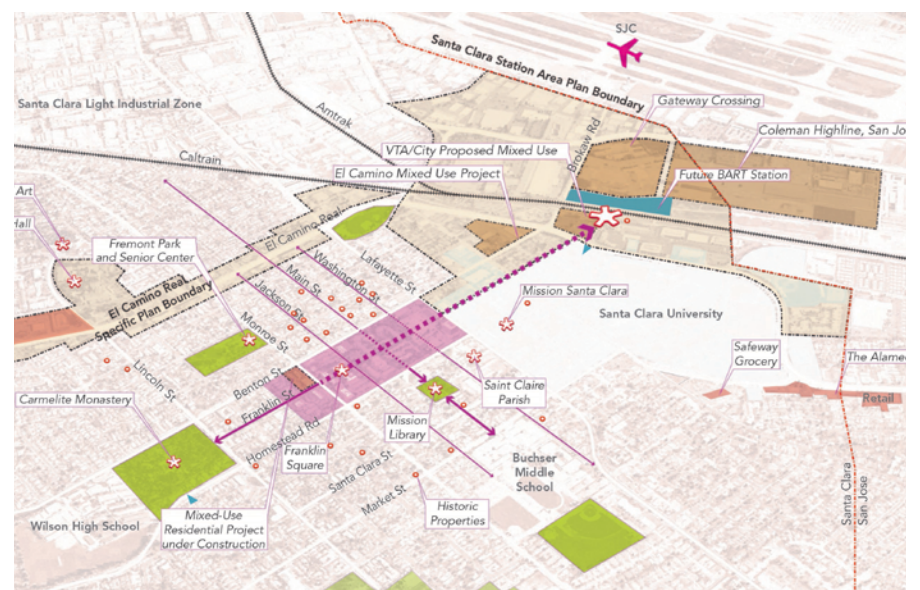 SJC
Santa Clara Station Area Plan Boundary
Santa Clara Light Industrial Zone
Gateway Crossing
Amtrak
Brokaw Rd
Coleman Highline, San Jo
VTA/City Proposed Mixed Use
Caltrain
El Camino Mixed Use Project
Future BART Station
Art
Hall
El Camino Real
Fremont Park
and Senior Center
Lafayette St
Washington St
Main St
Jackson St
El Camino Real
Specific Plan Boundary
Mission Santa Clara
Santa Clara University
Monroe St
Lincoln St
Safeway
Grocery
The Alamed
Benton St
Saint Claire
Parish
Retail
Carmelite Monastery
Franklin St
Mission
Library
Homestead Rd
Franklin
Square
Santa Clara St
Buchser
Middle
School
Market St
Historic
Properties
Mixed-Use
Residential Project
under Construction
Wilson High School
Santa Clara
San Jose